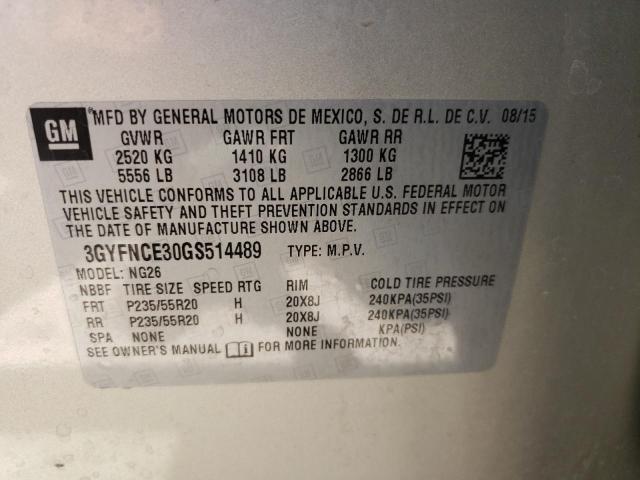 GM ®MFD BY GENERAL MOTORS DE MEXICO, S. DE R.L. DE C.V. 08/15
GVWR GAWR FRT GAWR RR
2520 KG 1410 KG 1300 KG
5556 LB 3108 LB 2866 LB
THIS VEHICLE CONFORMS TO ALL APPLICABLE U.S. FEDERAL MOTOR
VEHICLE SAFETY AND THEFT PREVENTION STANDARDS IN EFFECT ON
THE DATE OF MANUFACTURE SHOWN ABOVE.
3GYFNCE30GS514489 TYPE: M.P.V.
MODEL: NG26
NBBF TIRE SIZE SPEED RTG RIM COLD TIRE PRESSURE
FRT P235/55R20 H 20X8J 240KPA(35PSI)
RR P235/55R20 H 20X8J 240KPA(35PSI)
SPA NONE NONE KPA(PSI)
SEE OWNER'S MANUAL FOR MORE INFORMATION.